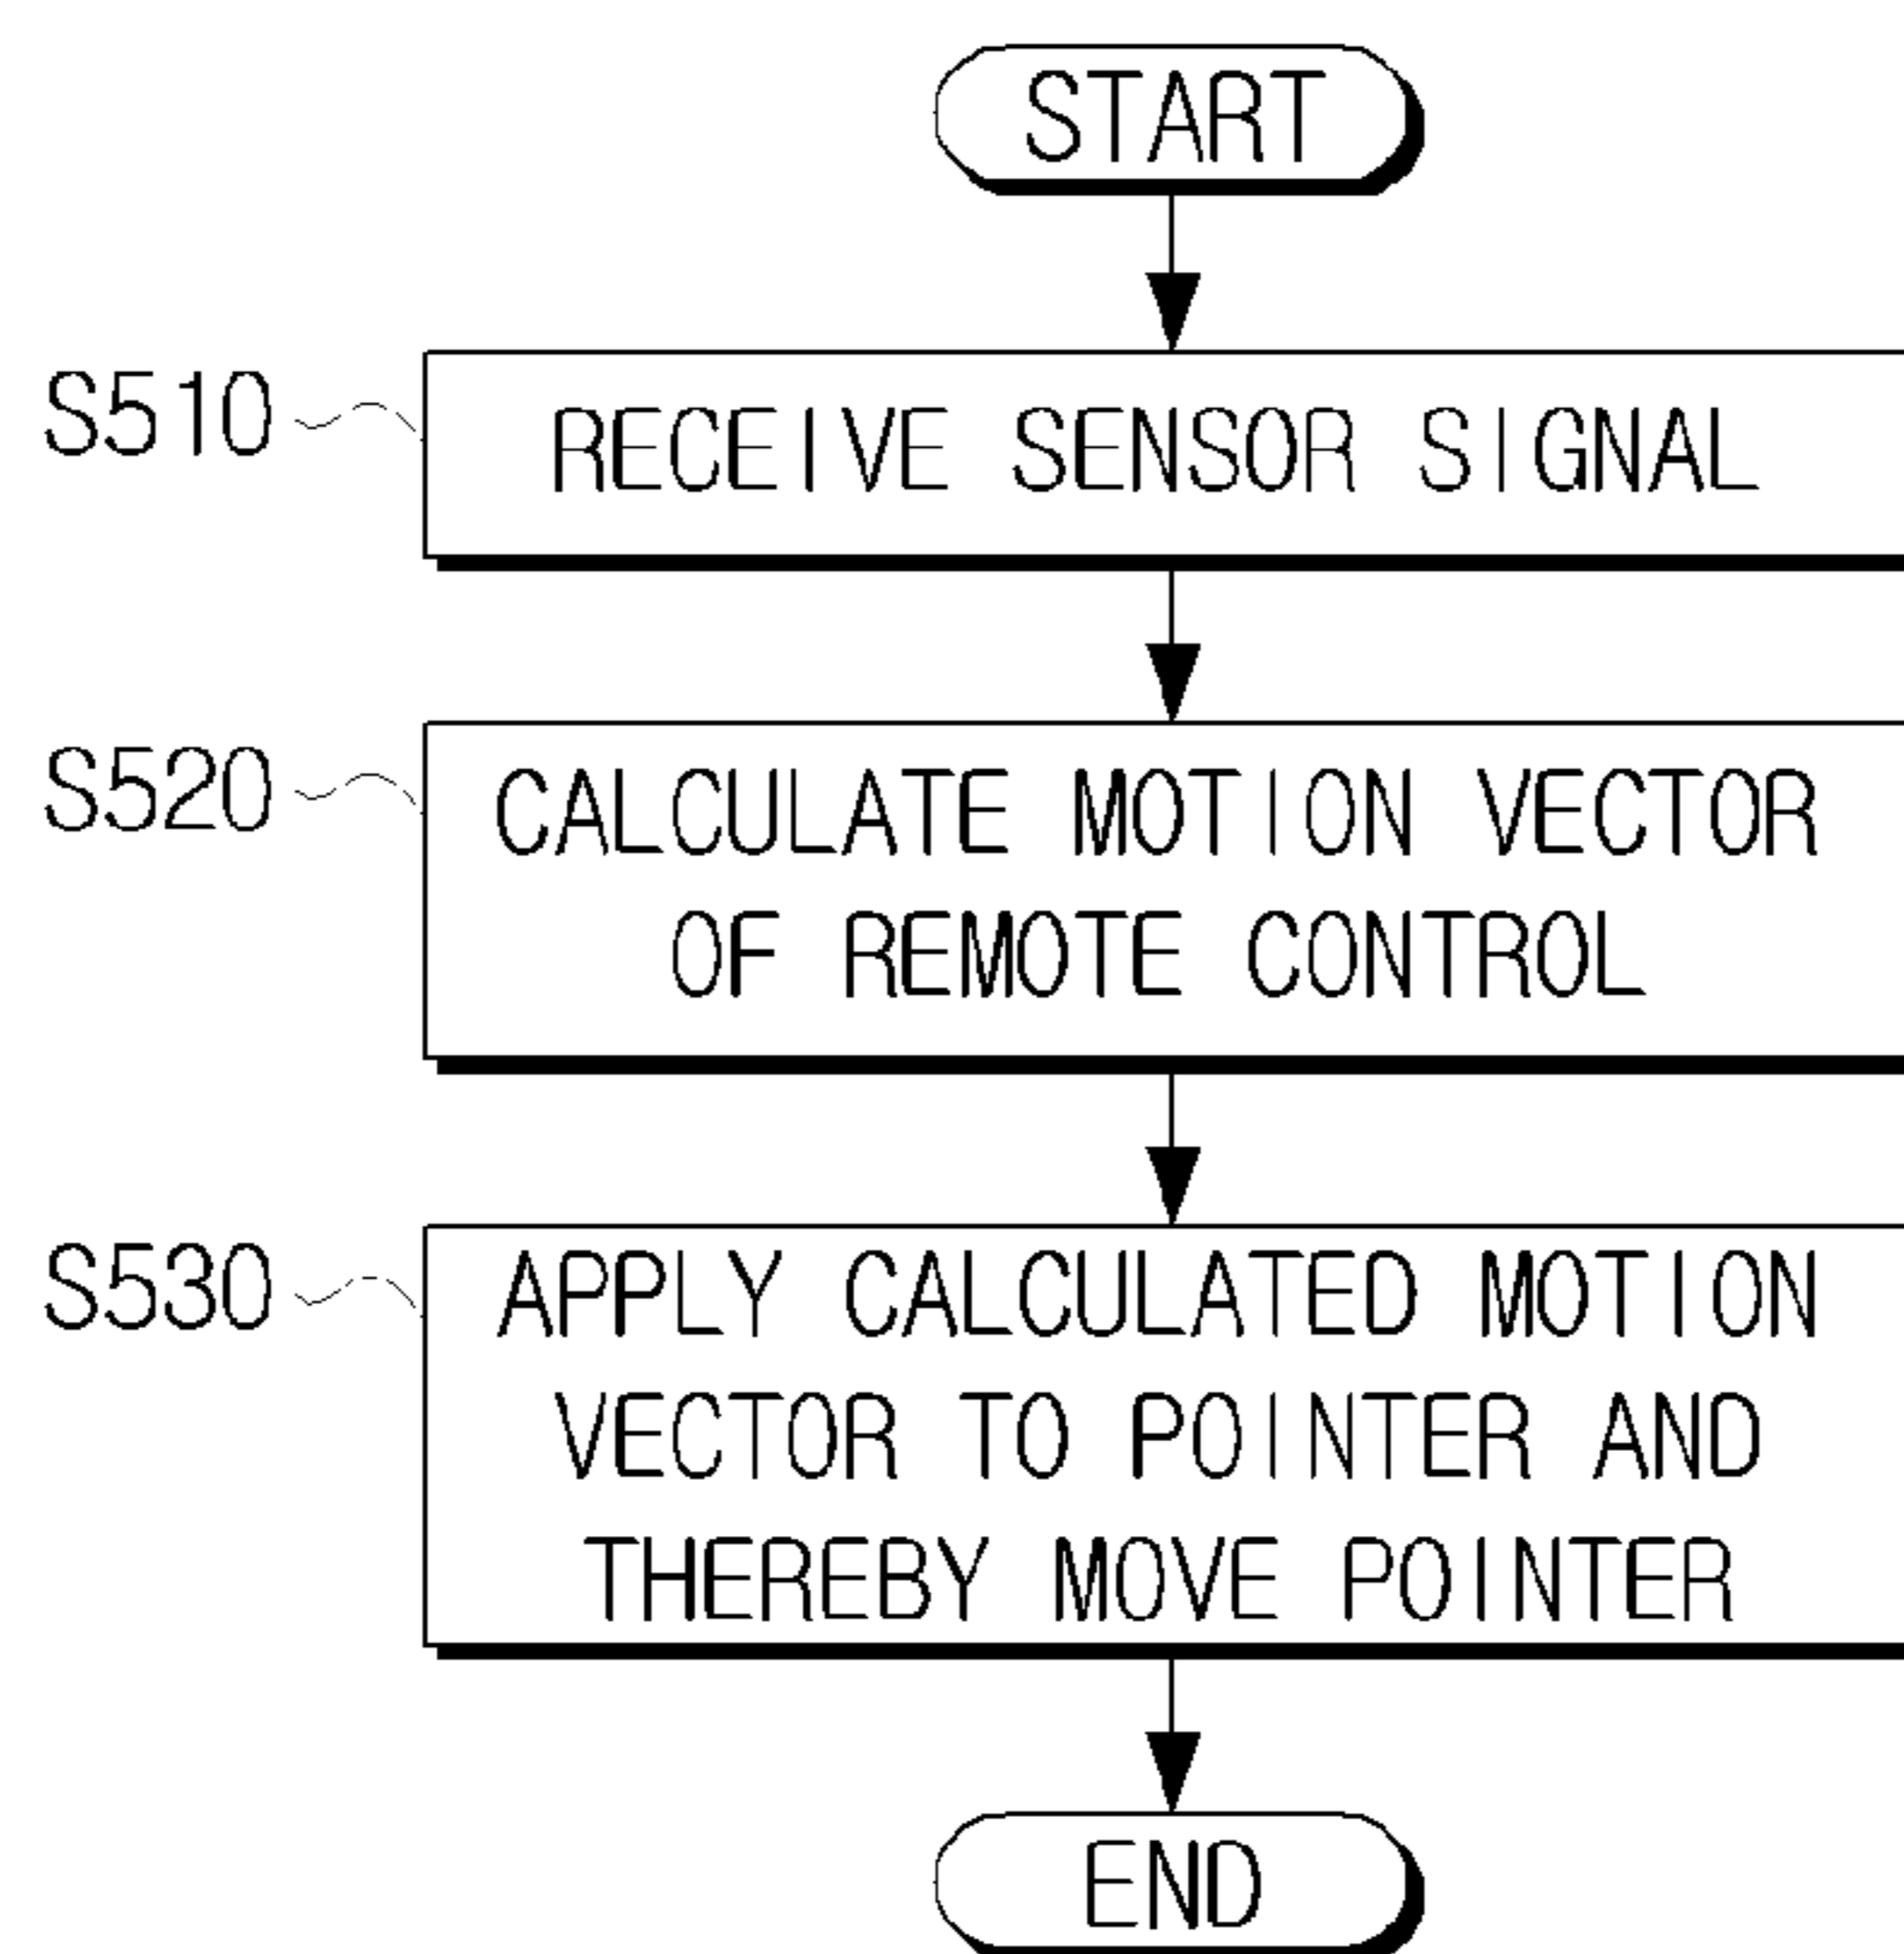 START
S510
RECEIVE SENSOR SIGNAL
S520
CALCULATE MOTION VECTOR
OF REMOTE CONTROL
S530
APPLY CALCULATED MOTION
VECTOR TO POINTER AND
THEREBY MOVE POINTER
END